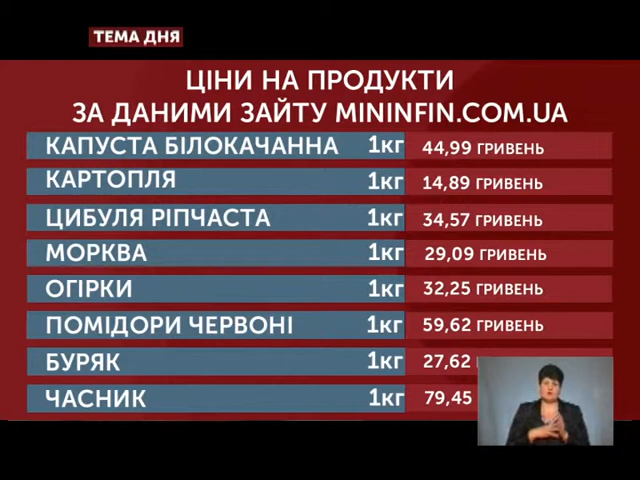 ТЕМА ДНЯ
ЦІНИ НА ПРОДУКТИ
ЗА ДАНИМИ ЗАЙТУ MININFIN.COM.UA
КАПУСТА БІЛОКАЧАННА 1кг 44,99 ГРИВЕНЬ
КАРТОПЛЯ 1кг 14,89 ГРИВЕНЬ
ЦИБУЛЯ РІПЧАСТА 1кг 34,57 ГРИВЕНЬ
МОРКВА 1кг 29,09 ГРИВЕНЬ
ОГІРКИ 1кг 32,25 ГРИВЕНЬ
ПОМІДОРИ ЧЕРВОНІ 1кг 59,62 ГРИВЕНЬ
БУРЯК 1кг 27,62
ЧАСНИК 1кг 79,45